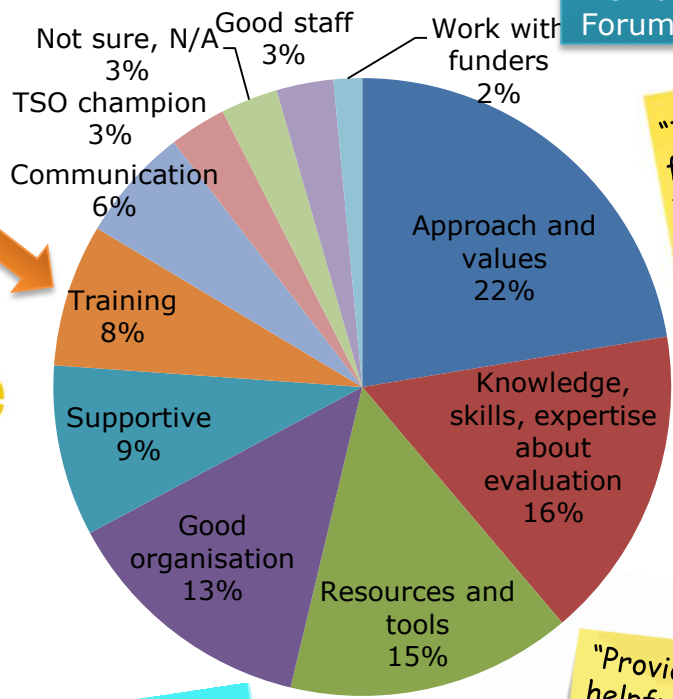 Forum
Not sure, N/A
3%
Good staff
3%
Work with
funders
2%
TSO champion
3%
Communication
6%
Approach and
values
22%
Training
8%
Knowledge,
skills, expertise
about
evaluation
16%
Supportive
9%
Good
organisation
13%
Resources and
tools
15%
"Provid
helpfu